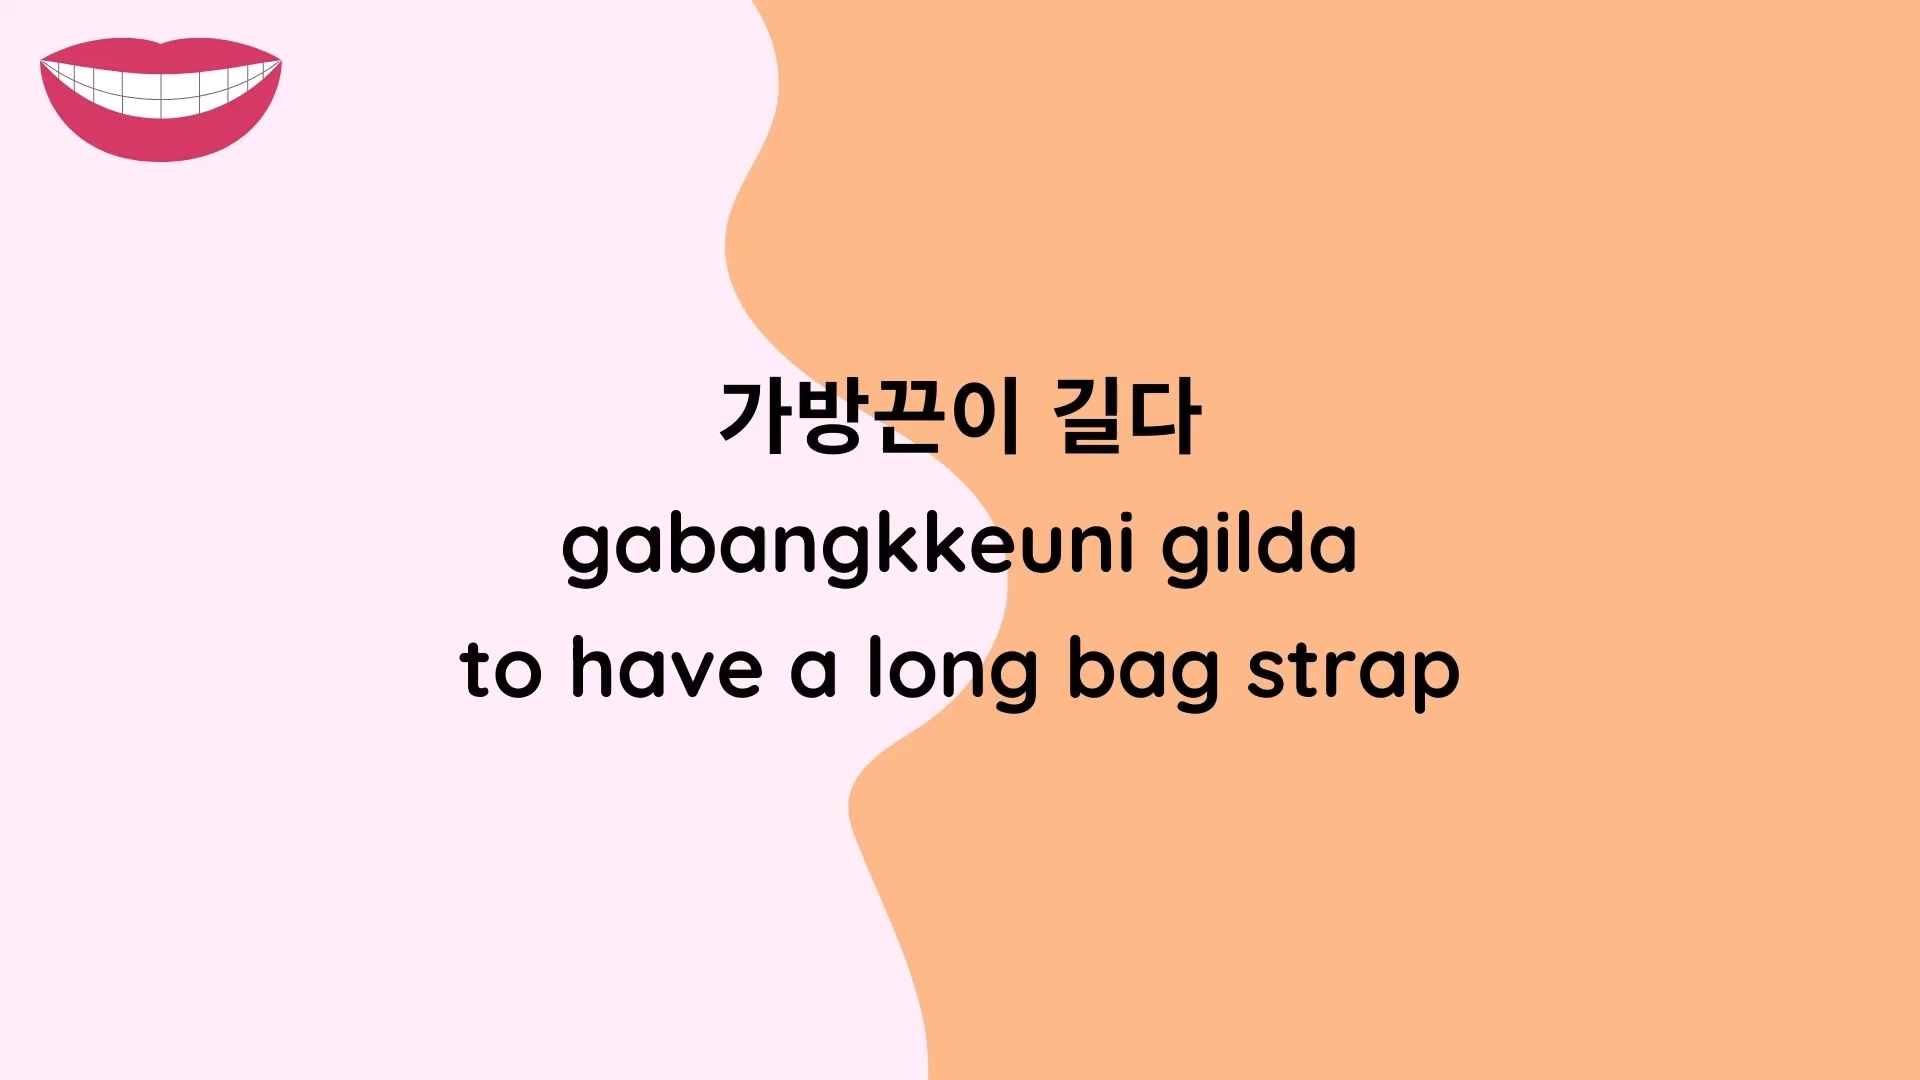 가방끈이 길다
gabangkkeuni gilda
to have a long bag strap